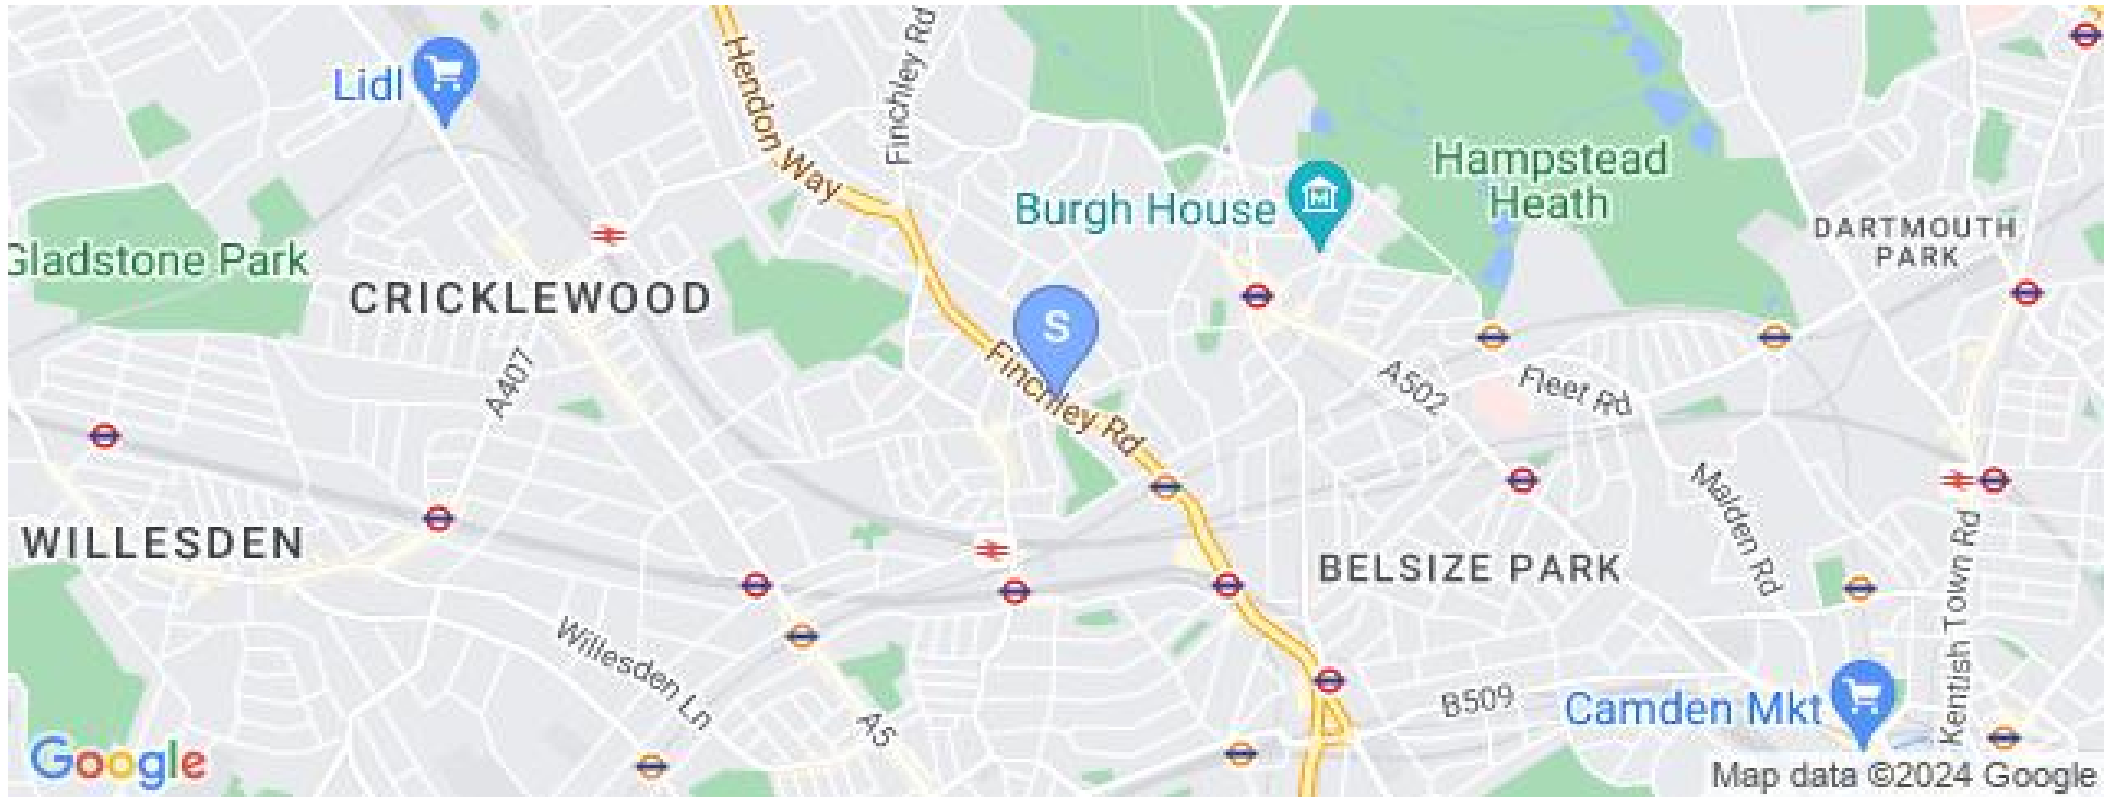 Lidl
Hendon Way
Finchley Rd
Burgh House
Hampstead
Heath
DARTMOUTH
PARK
Gladstone Park
CRICKLEWOOD
S
Finchley Rd
A407
A502
Fleet Rd
WILLESDEN
BELSIZE PARK
Malden Rd
Kentish Town Rd
Willesden Ln
A5
B509
Camden Mkt
Google
Map data ©2024 Google